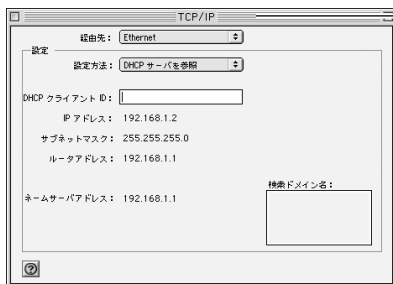 TCP/IP
経由先： Ethernet
設定
設定方法： DHCP サーバを参照
DHCP クライアント ID：
IP アドレス： 192.168.1.2
サブネットマスク： 255.255.255.0
ルータアドレス： 192.168.1.1
検索ドメイン名：
ネームサーバアドレス： 192.168.1.1